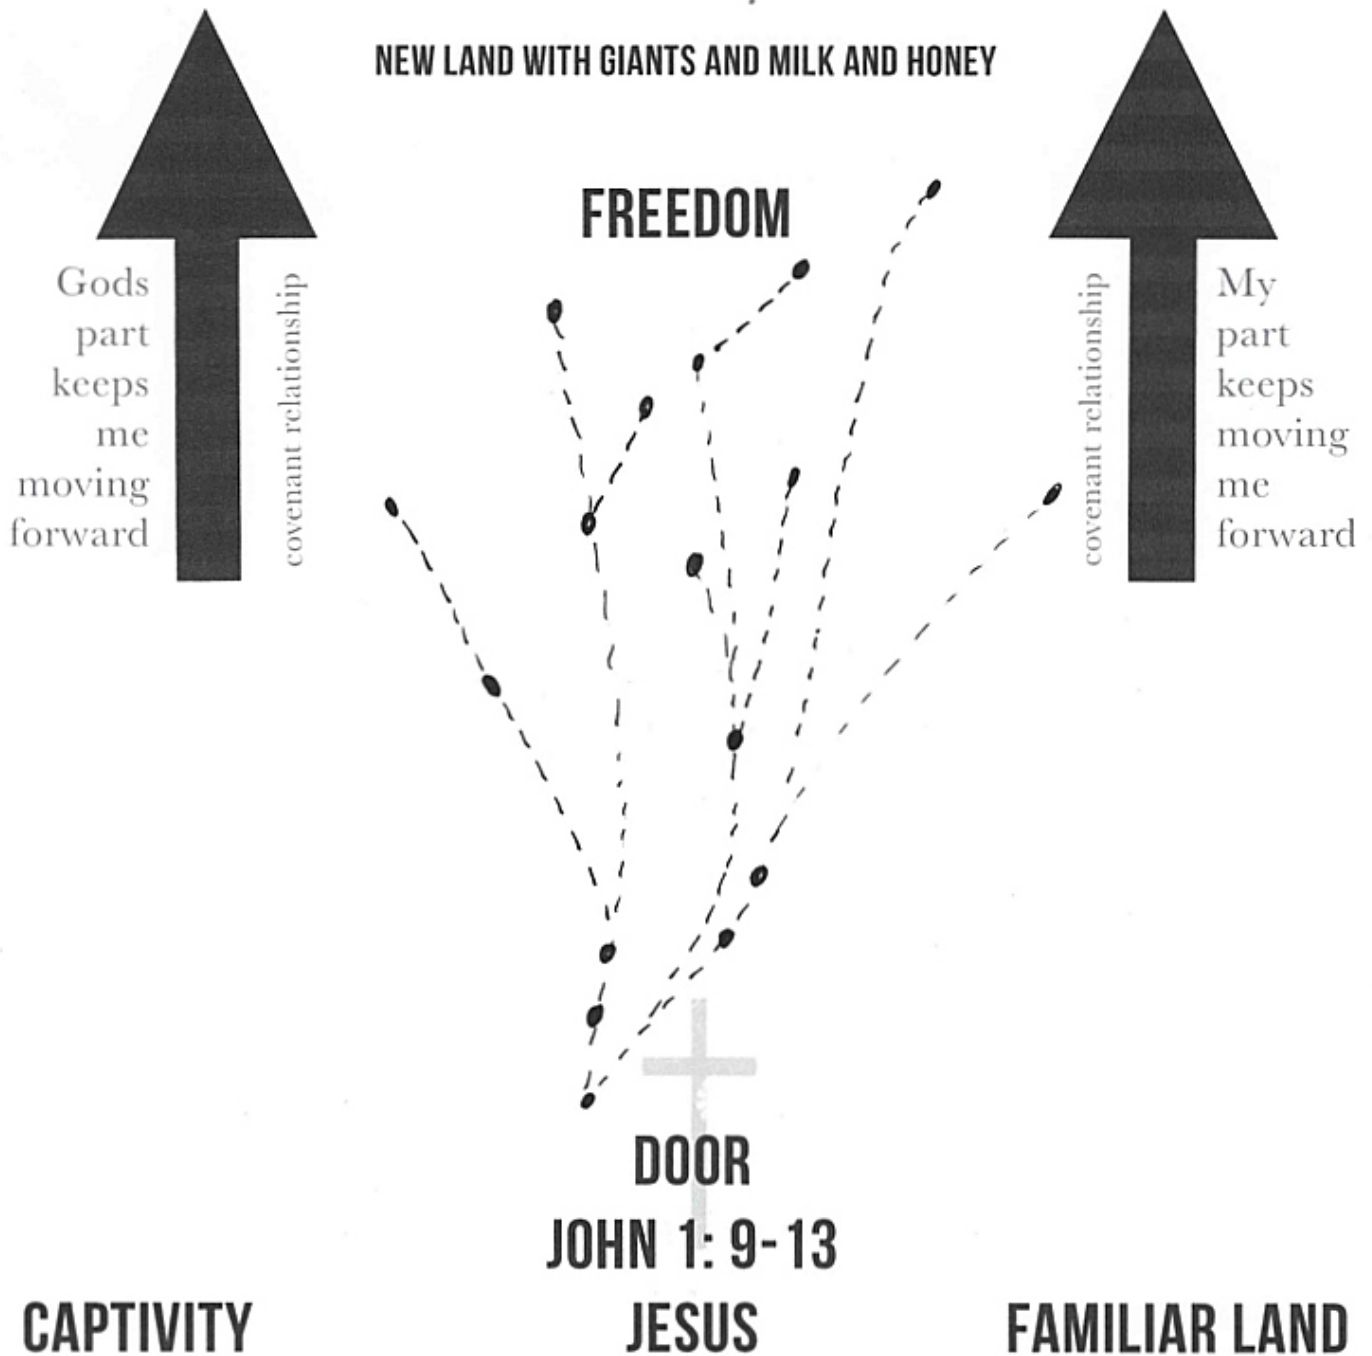 NEW LAND WITH GIANTS AND MILK AND HONEY
FREEDOM
Gods
part
keeps
me
moving
forward
covenant relationship
covenant relationship
My
part
keeps
moving
me
forward
DOOR
JOHN 1: 9-13
CAPTIVITY
JESUS
FAMILIAR LAND